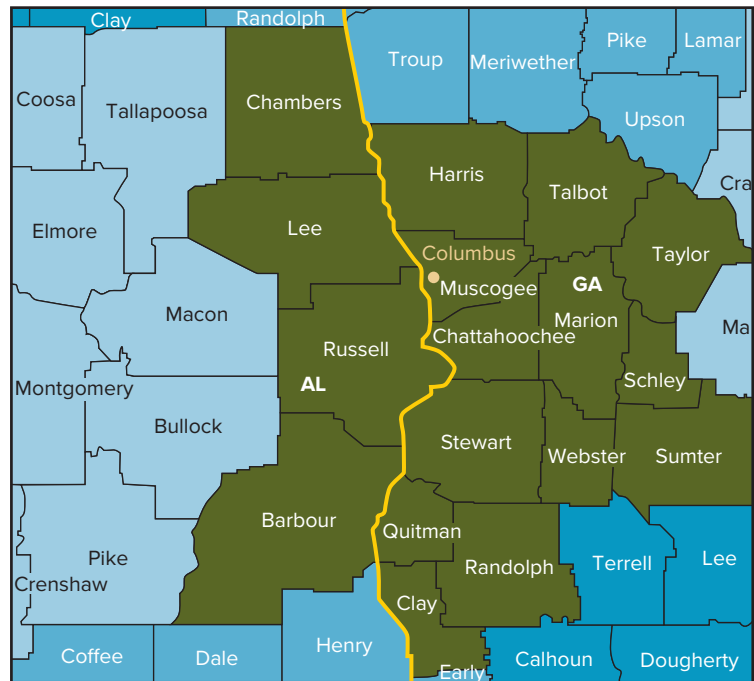 Clay
Randolph
Troup
Meriwether
Pike
Lamar
Coosa
Tallapoosa
Chambers
Upson
Harris
Talbot
Cra
Elmore
Lee
Columbus
Taylor
Muscogee
GA
Macon
Marion
Ma
Russell
Chattahoochee
Montgomery
AL
Schley
Bullock
Stewart
Webster
Sumter
Barbour
Quitman
Pike
Randolph
Terrell
Lee
Crenshaw
Clay
Coffee
Dale
Henry
Early
Calhoun
Dougherty